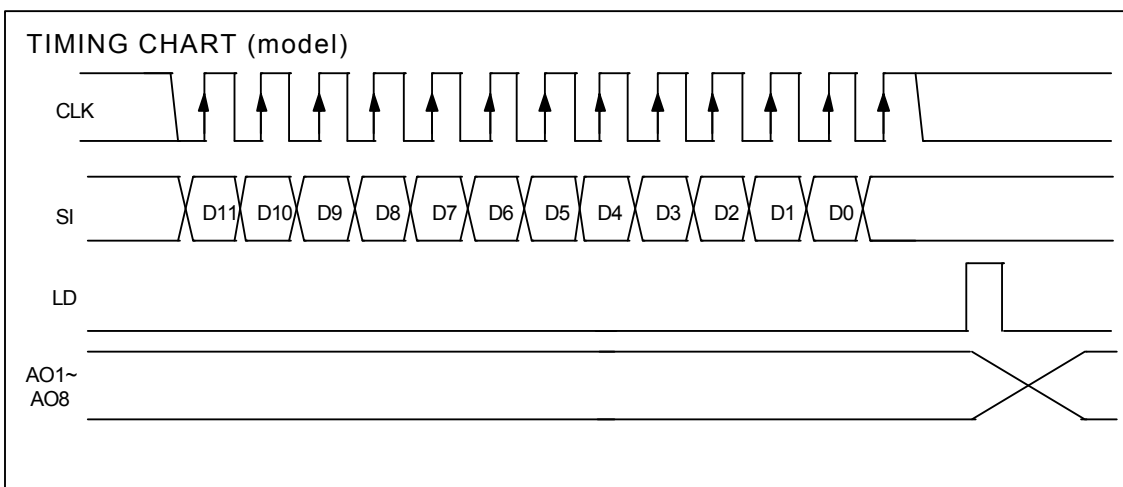 TIMING CHART (model)
CLK
SI
D11 D10 D9 D8 D7 D6 D5 D4 D3 D2 D1 D0
LD
AO1~
AO8